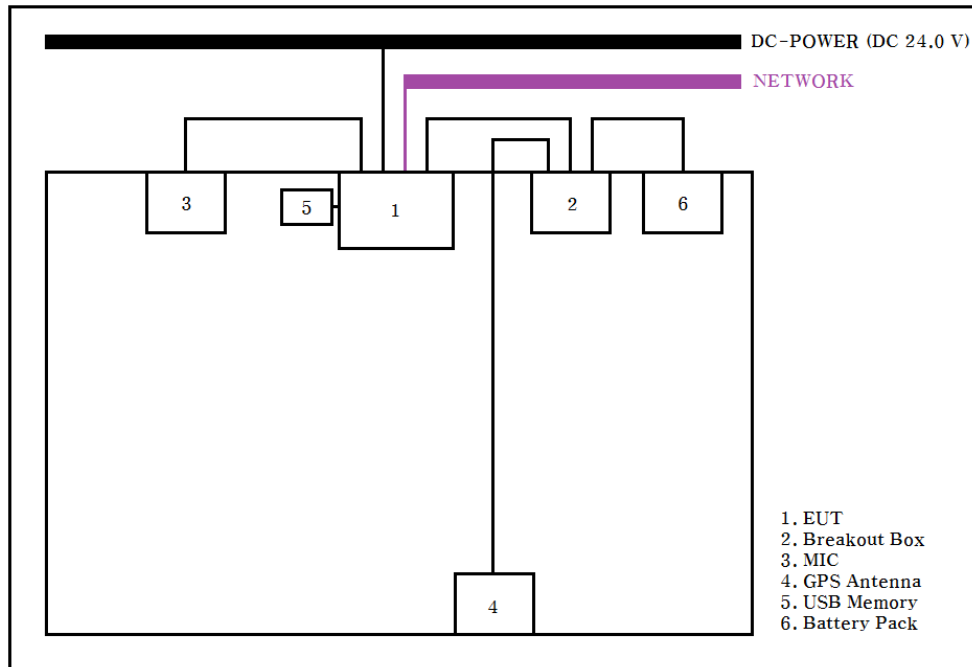 DC-POWER (DC 24.0 V)
NETWORK
3
5
1
2
6
4
1. EUT
2. Breakout Box
3. MIC
4. GPS Antenna
5. USB Memory
6. Battery Pack